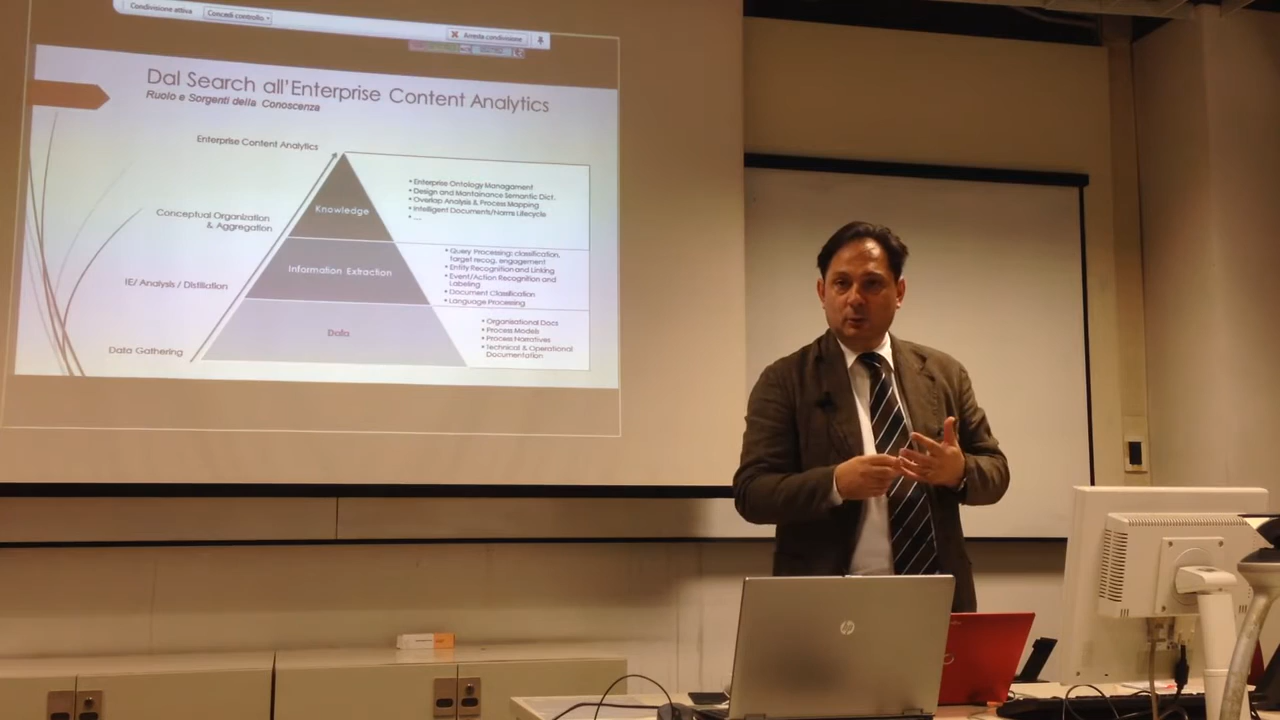 Condivisione attiva
Concedi controllo
Arresta condivisione
Dal Search all'Enterprise Content Analytics
Ruolo e Sorgenti della Conoscenza
Enterprise Content Analytics
Conceptual Organization
& Aggregation
IE/ Analysis / Distillation
Data Gathering
Knowledge
Information Extraction
Data
• Enterprise Ontology Management
• Design and Maintainance Semantic Dict.
• Overlap Analysis & Process Mapping
• Intelligent Documents/Norms Lifecycle
• ...
• Query Processing: classification,
target recog. engagement
• Entity Recognition and Linking
• Event/Action Recognition and
Labeling
• Document Classification
• Language Processing
• Organisational Docs
• Process Models
• Process Narratives
• Technical & Operational
Documentation
hp